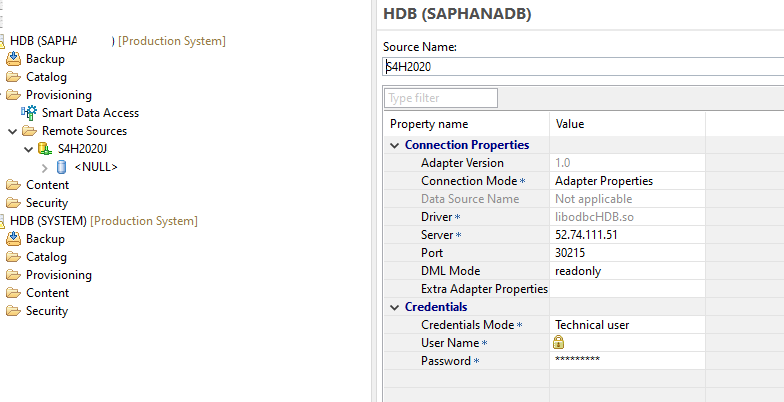 HDB (SAPHA ) [Production System]
Backup
Catalog
Provisioning
Smart Data Access
Remote Sources
S4H2020J
<NULL>
Content
Security
HDB (SYSTEM) [Production System]
Backup
Catalog
Provisioning
Content
Security
HDB (SAPHANADB)
Source Name:
S4H2020
Type filter
Property name Value
Connection Properties
Adapter Version 1.0
Connection Mode* Adapter Properties
Data Source Name Not applicable
Driver* libodbcHDB.so
Server* 52.74.111.51
Port 30215
DML Mode readonly
Extra Adapter Properties
Credentials
Credentials Mode* Technical user
User Name*
Password* *********